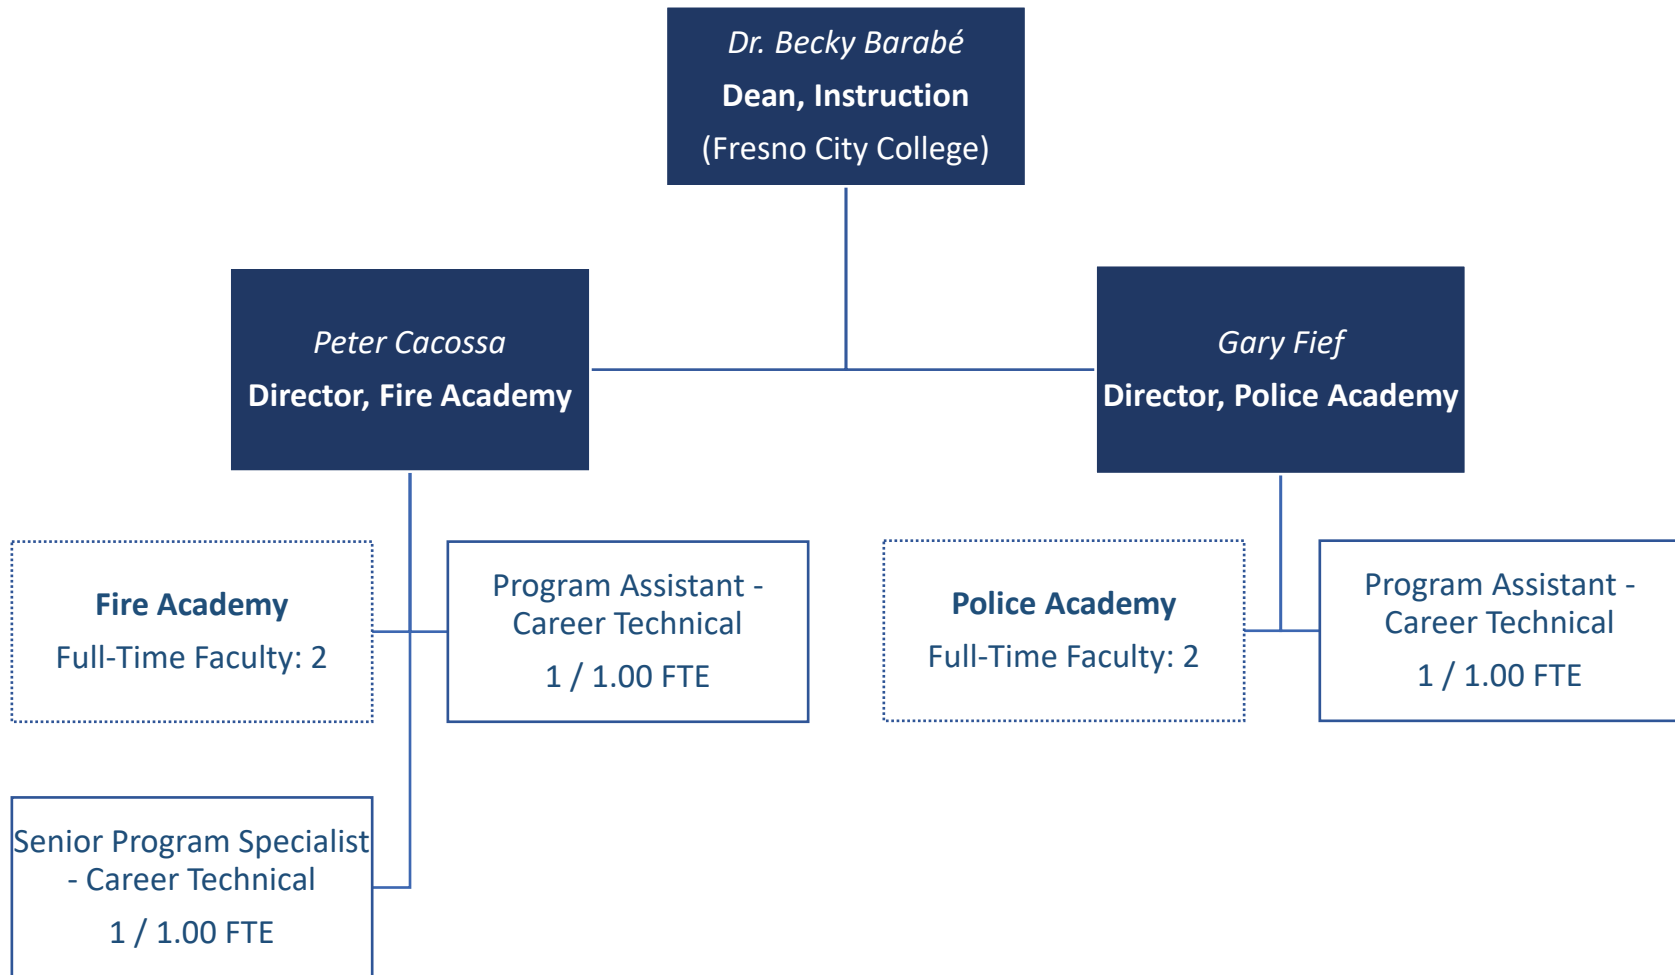 Dr. Becky Barabé
Dean, Instruction
(Fresno City College)
Peter Cacossa
Director, Fire Academy
Gary Fief
Director, Police Academy
Fire Academy
Full-Time Faculty: 2
Program Assistant -
Career Technical
1 / 1.00 FTE
Police Academy
Full-Time Faculty: 2
Program Assistant -
Career Technical
1 / 1.00 FTE
Senior Program Specialist
- Career Technical
1 / 1.00 FTE